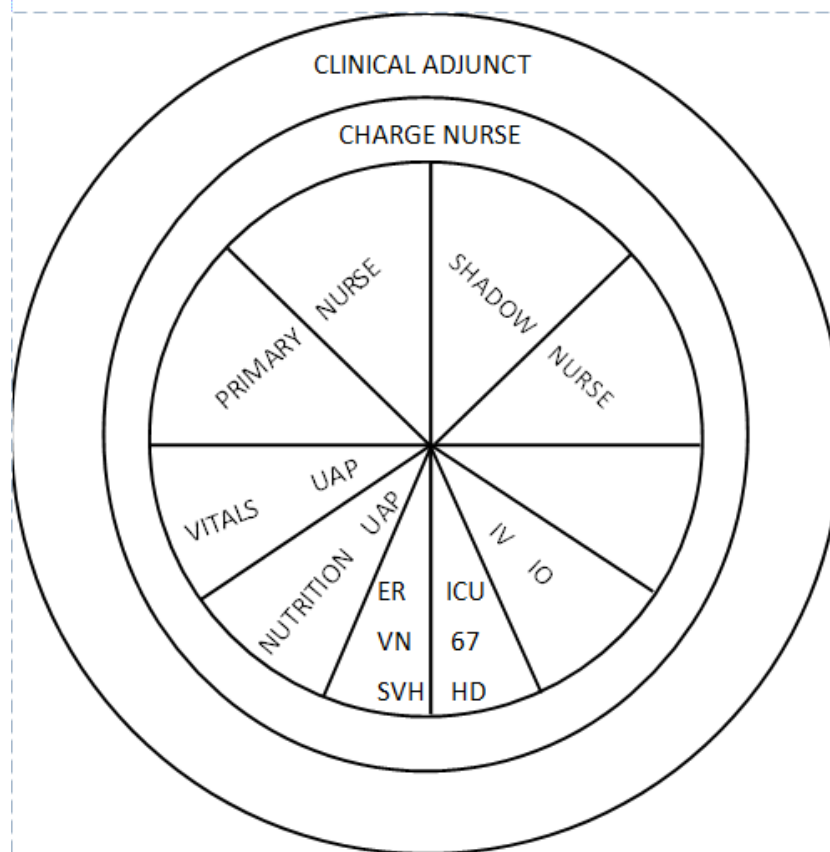 CLINICAL ADJUNCT
CHARGE NURSE
PRIMARY NURSE
SHADOW NURSE
VITALS UAP
NUTRITION UAP
IV IO
ER ICU
VN 67
SVH HD